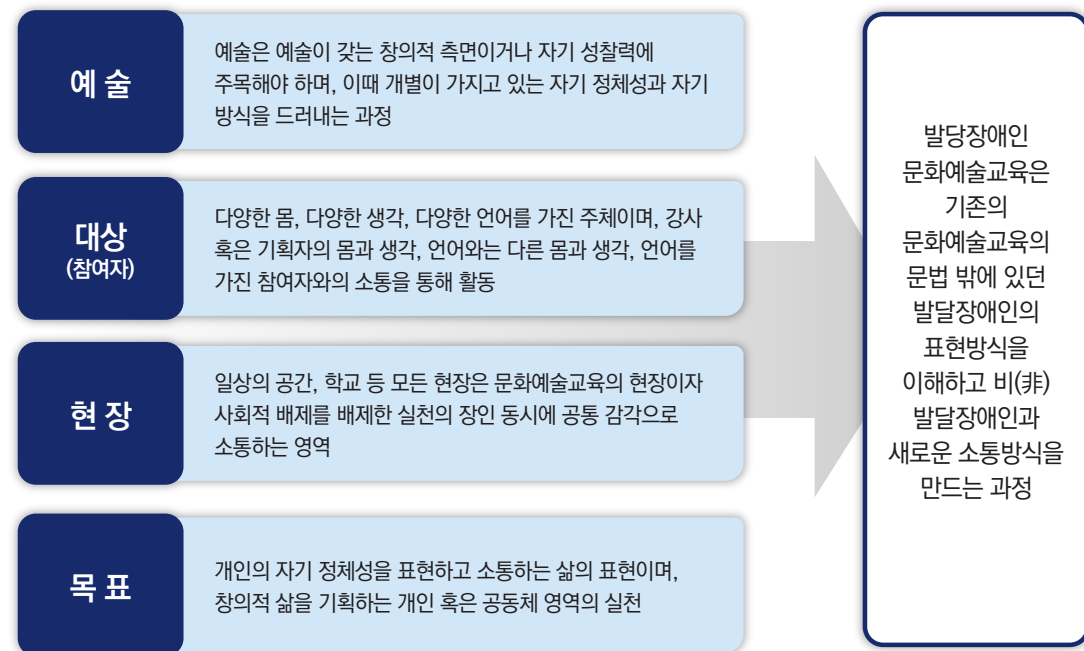 예 술
예술은 예술이 갖는 창의적 측면이거나 자기 성찰력에
주목해야 하며, 이때 개별이 가지고 있는 자기 정체성과 자기
방식을 드러내는 과정
대상
(참여자)
다양한 몸, 다양한 생각, 다양한 언어를 가진 주체이며, 강사
혹은 기획자의 몸과 생각, 언어와는 다른 몸과 생각, 언어를
가진 참여자와의 소통을 통해 활동
현 장
일상의 공간, 학교 등 모든 현장은 문화예술교육의 현장이자
사회적 배제를 배제한 실천의 장인 동시에 공통 감각으로
소통하는 영역
목 표
개인의 자기 정체성을 표현하고 소통하는 삶의 표현이며,
창의적 삶을 기획하는 개인 혹은 공동체 영역의 실천
발당장애인
문화예술교육은
기존의
문화예술교육의
문법 밖에 있던
발달장애인의
표현방식을
이해하고 비(非)
발달장애인과
새로운 소통방식을
만드는 과정